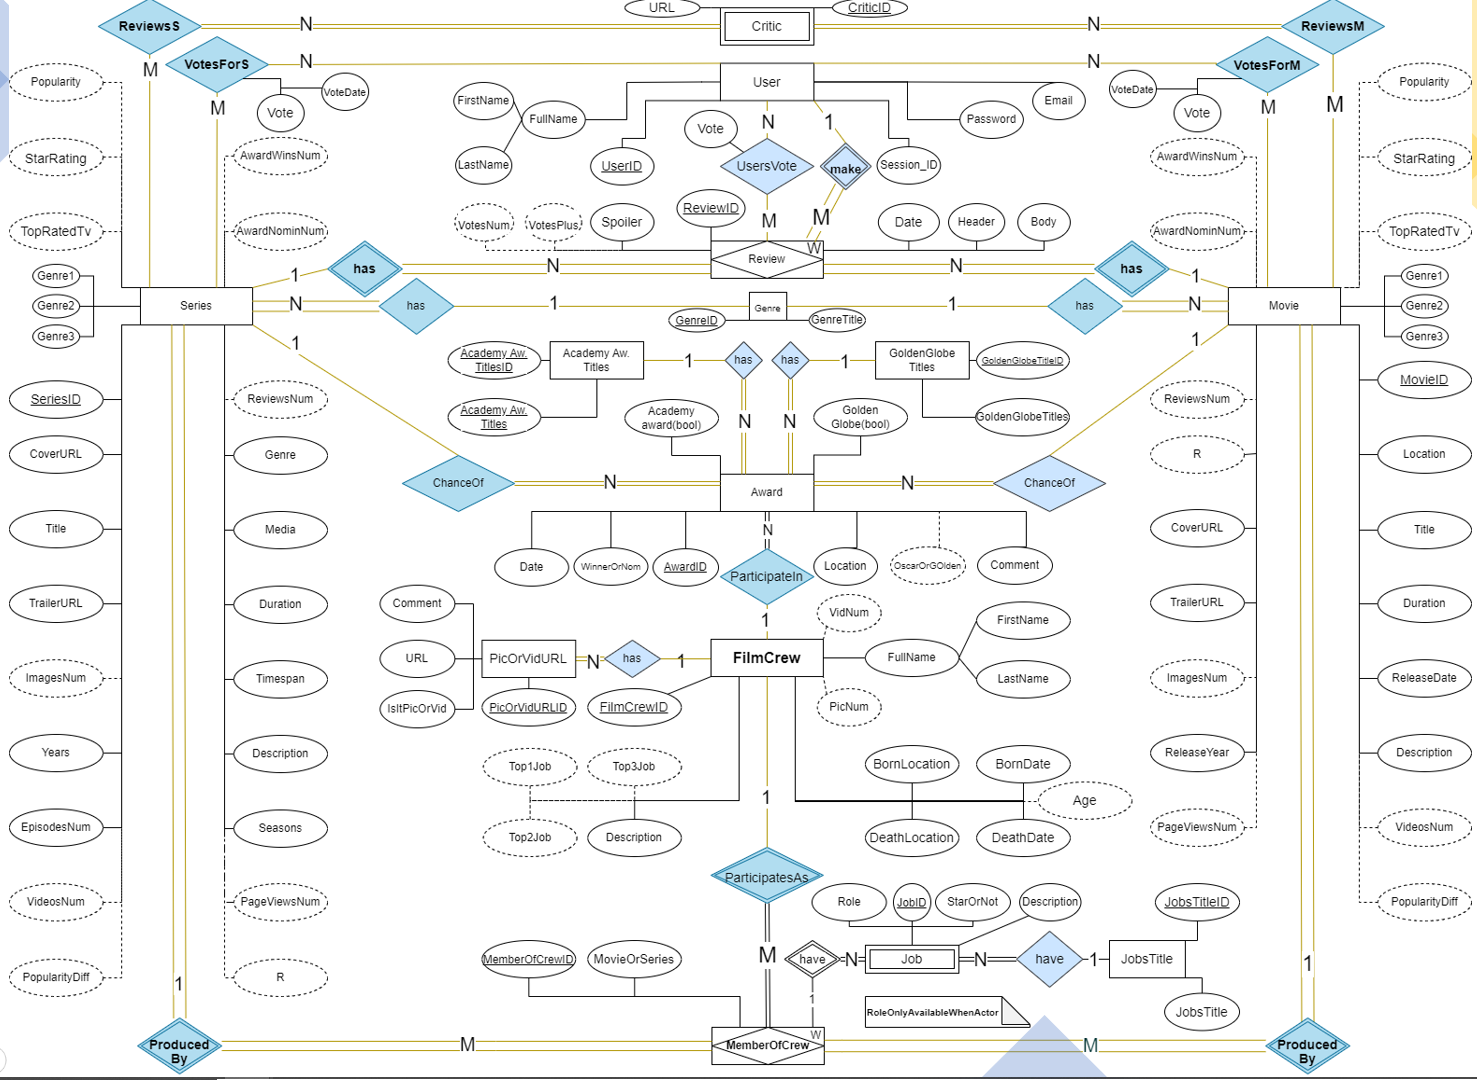 URL
CriticID
ReviewsS
N
Critic
N
ReviewsM
M
VotesForS
N
N
VotesForM
M
Popularity
VoteDate
Vote
M
User
FirstName
FullName
LastName
UserID
Vote
N
1
UsersVote
make
Password
Email
Session_ID
VoteDate
Vote
M
Popularity
StarRating
AwardWinsNum
AwardWinsNum
StarRating
TopRatedTv
AwardNominNum
VotesNum
VotesPlus
Spoiler
ReviewID
M
M
Date
Header
Body
AwardNominNum
TopRatedTv
W
Review
1
has
N
N
has
1
Genre1
Genre2
Genre3
Series
N
has
1
Genre
GenreID
GenreTitle
1
has
N
Movie
Genre1
Genre2
Genre3
1
Academy Aw.
TitlesID
Academy Aw.
Titles
1
has
has
1
GoldenGlobe
Titles
GoldenGlobeTitleID
1
Academy Aw.
Titles
Academy
award(bool)
N
N
Golden
Globe(bool)
GoldenGlobeTitles
SeriesID
ReviewsNum
ReviewsNum
MovieID
CoverURL
Genre
R
Location
ChanceOf
N
Award
N
ChanceOf
Title
Media
CoverURL
Title
N
Date
WinnerOrNom
AwardID
ParticipateIn
Location
OscarOrGOlden
Comment
TrailerURL
Duration
Comment
1
VidNum
FirstName
TrailerURL
Duration
URL
PicOrVidURL
N
has
1
FilmCrew
FullName
LastName
ImagesNum
Timespan
IsItPicOrVid
PicOrVidURLID
FilmCrewID
PicNum
ImagesNum
ReleaseDate
Years
Description
Top1Job
Top3Job
BornLocation
BornDate
ReleaseYear
Description
1
Age
EpisodesNum
Seasons
Top2Job
Description
DeathLocation
DeathDate
PageViewsNum
VideosNum
ParticipatesAs
VideosNum
PageViewsNum
Role
JobID
StarOrNot
Description
JobsTitleID
PopularityDiff
MemberOfCrewID
MovieOrSeries
M
have
N
Job
N
have
1
JobsTitle
1
PopularityDiff
R
1
1
RoleOnlyAvailableWhenActor
JobsTitle
W
Produced
By
M
MemberOfCrew
M
Produced
By